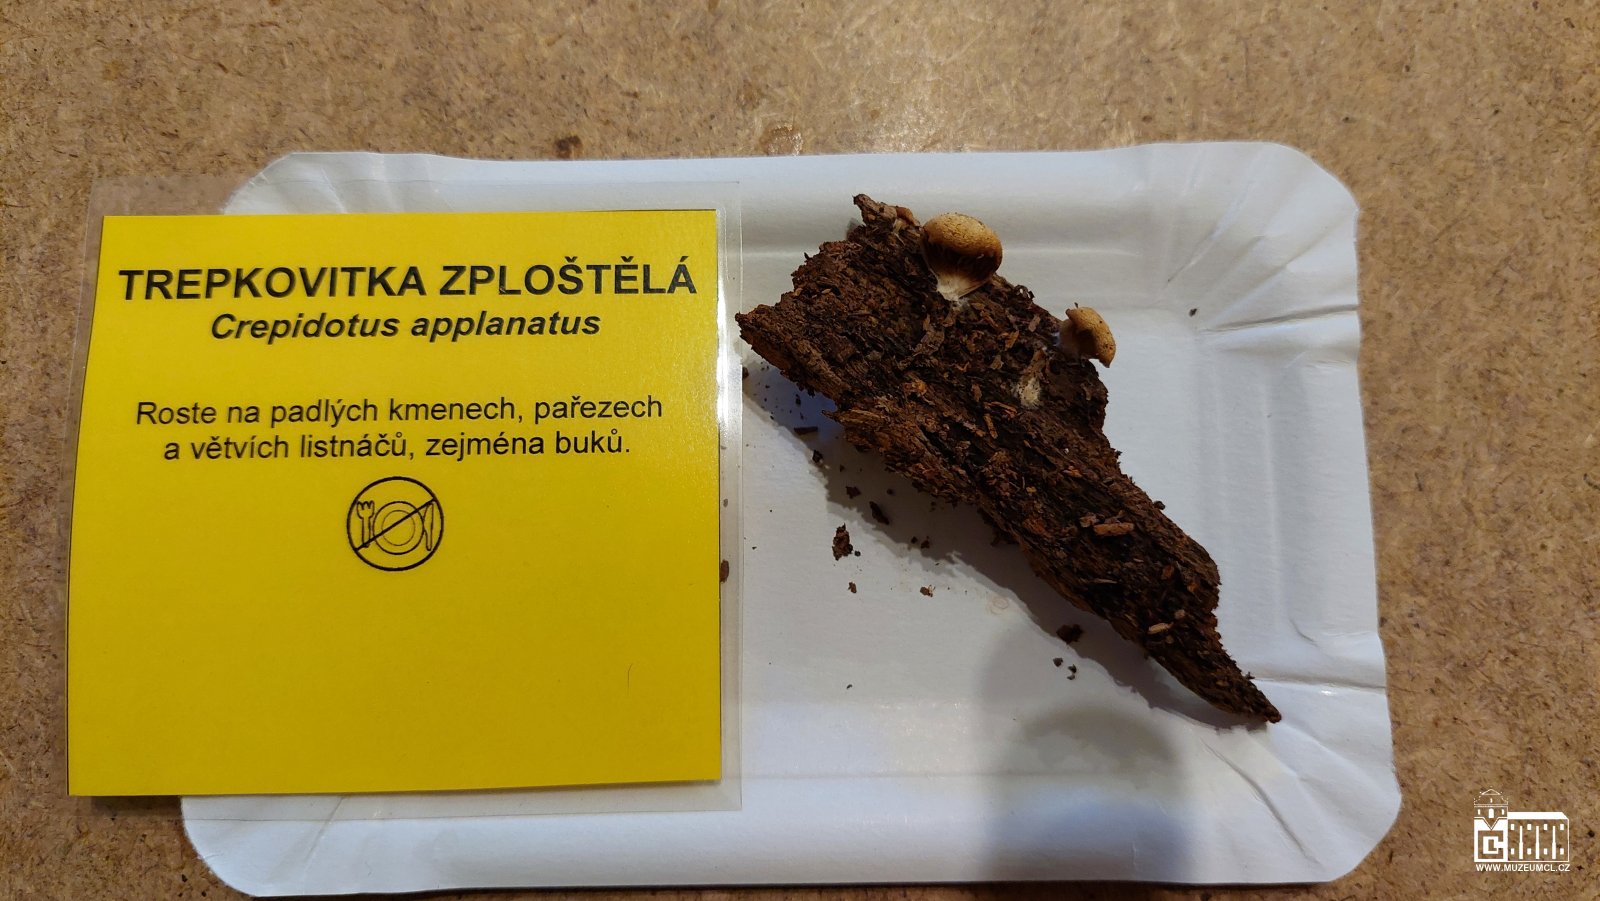 TREPKOVITKA ZPLOŠTĚLÁ
Crepidotus applanatus
Roste na padlých kmenech, pařezech
a větvích listnáčů, zejména buků.
WWW.MUZEUMCL.CZ